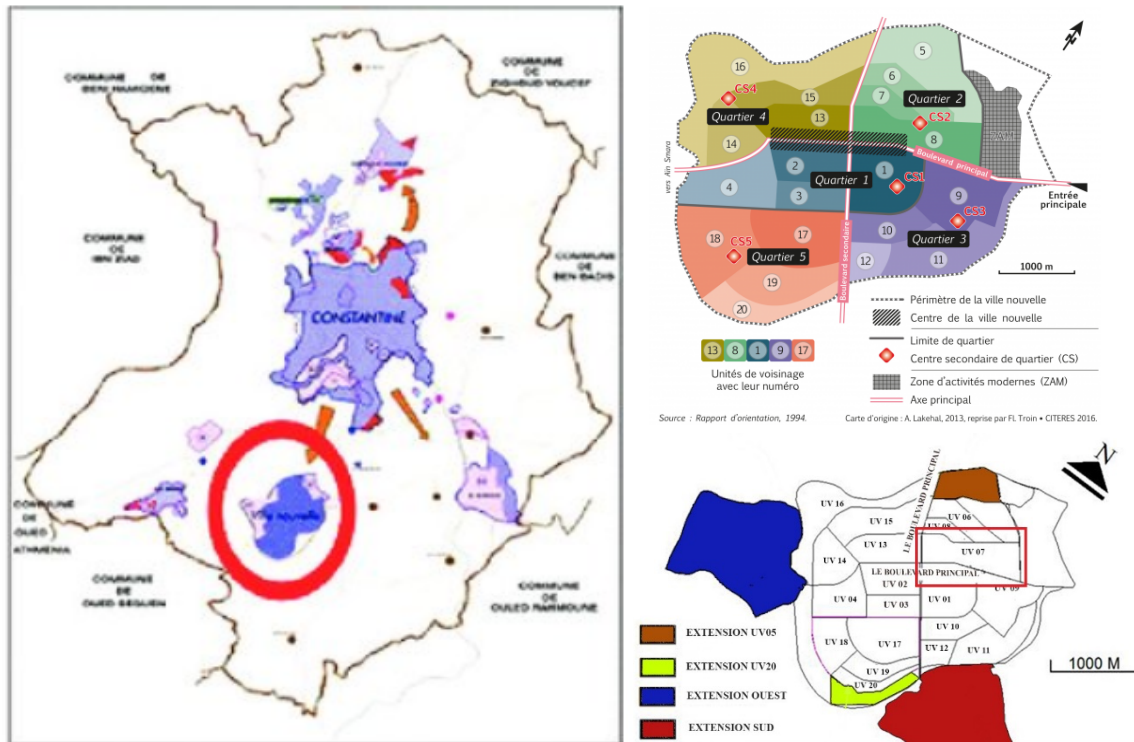 COMMUNE DE
BENI HAMIDENE
COMMUNE
DE
ZIGHOUD YOUCEF
COMMUNE
DE
IBN ZIAD
COMMUNE
DE
BEN BADIS
CONSTANTINE
Ville nouvelle
COMMUNE
DE
OUED
ATHMENIA
COMMUNE
DE
OUED SEGUEN
COMMUNE
DE
OULED RAHMOUNE
5
16
CS4
6
15
7
Quartier 2
Quartier 4
13
CS2
14
8
ZAM
Boulevard principal
vers Aïn Smara
2
1
4
Quartier 1
CS1
3
9
Entrée
principale
CS3
18
17
10
Quartier 3
CS5
Quartier 5
12
11
19
Boulevard secondaire
20
1000 m
Périmètre de la ville nouvelle
Centre de la ville nouvelle
Limite de quartier
Centre secondaire de quartier (CS)
Zone d'activités modernes (ZAM)
Axe principal
13 8 1 9 17
Unités de voisinage
avec leur numéro
Source : Rapport d'orientation, 1994.
Carte d'origine : A. Lakehal, 2013, reprise par Fl. Troin • CITERES 2016.
N
UV 16
LE BOULEVARD PRINCIPAL
UV 15
UV 06
UV 08
UV 13
UV 07
UV 14
LE BOULEVARD PRINCIPAL
UV 02
UV 04
UV 03
UV 01
UV 09
UV 10
UV 18
UV 17
UV 12
UV 11
UV 19
UV 20
EXTENSION UV05
EXTENSION UV20
EXTENSION OUEST
EXTENSION SUD
1000 M